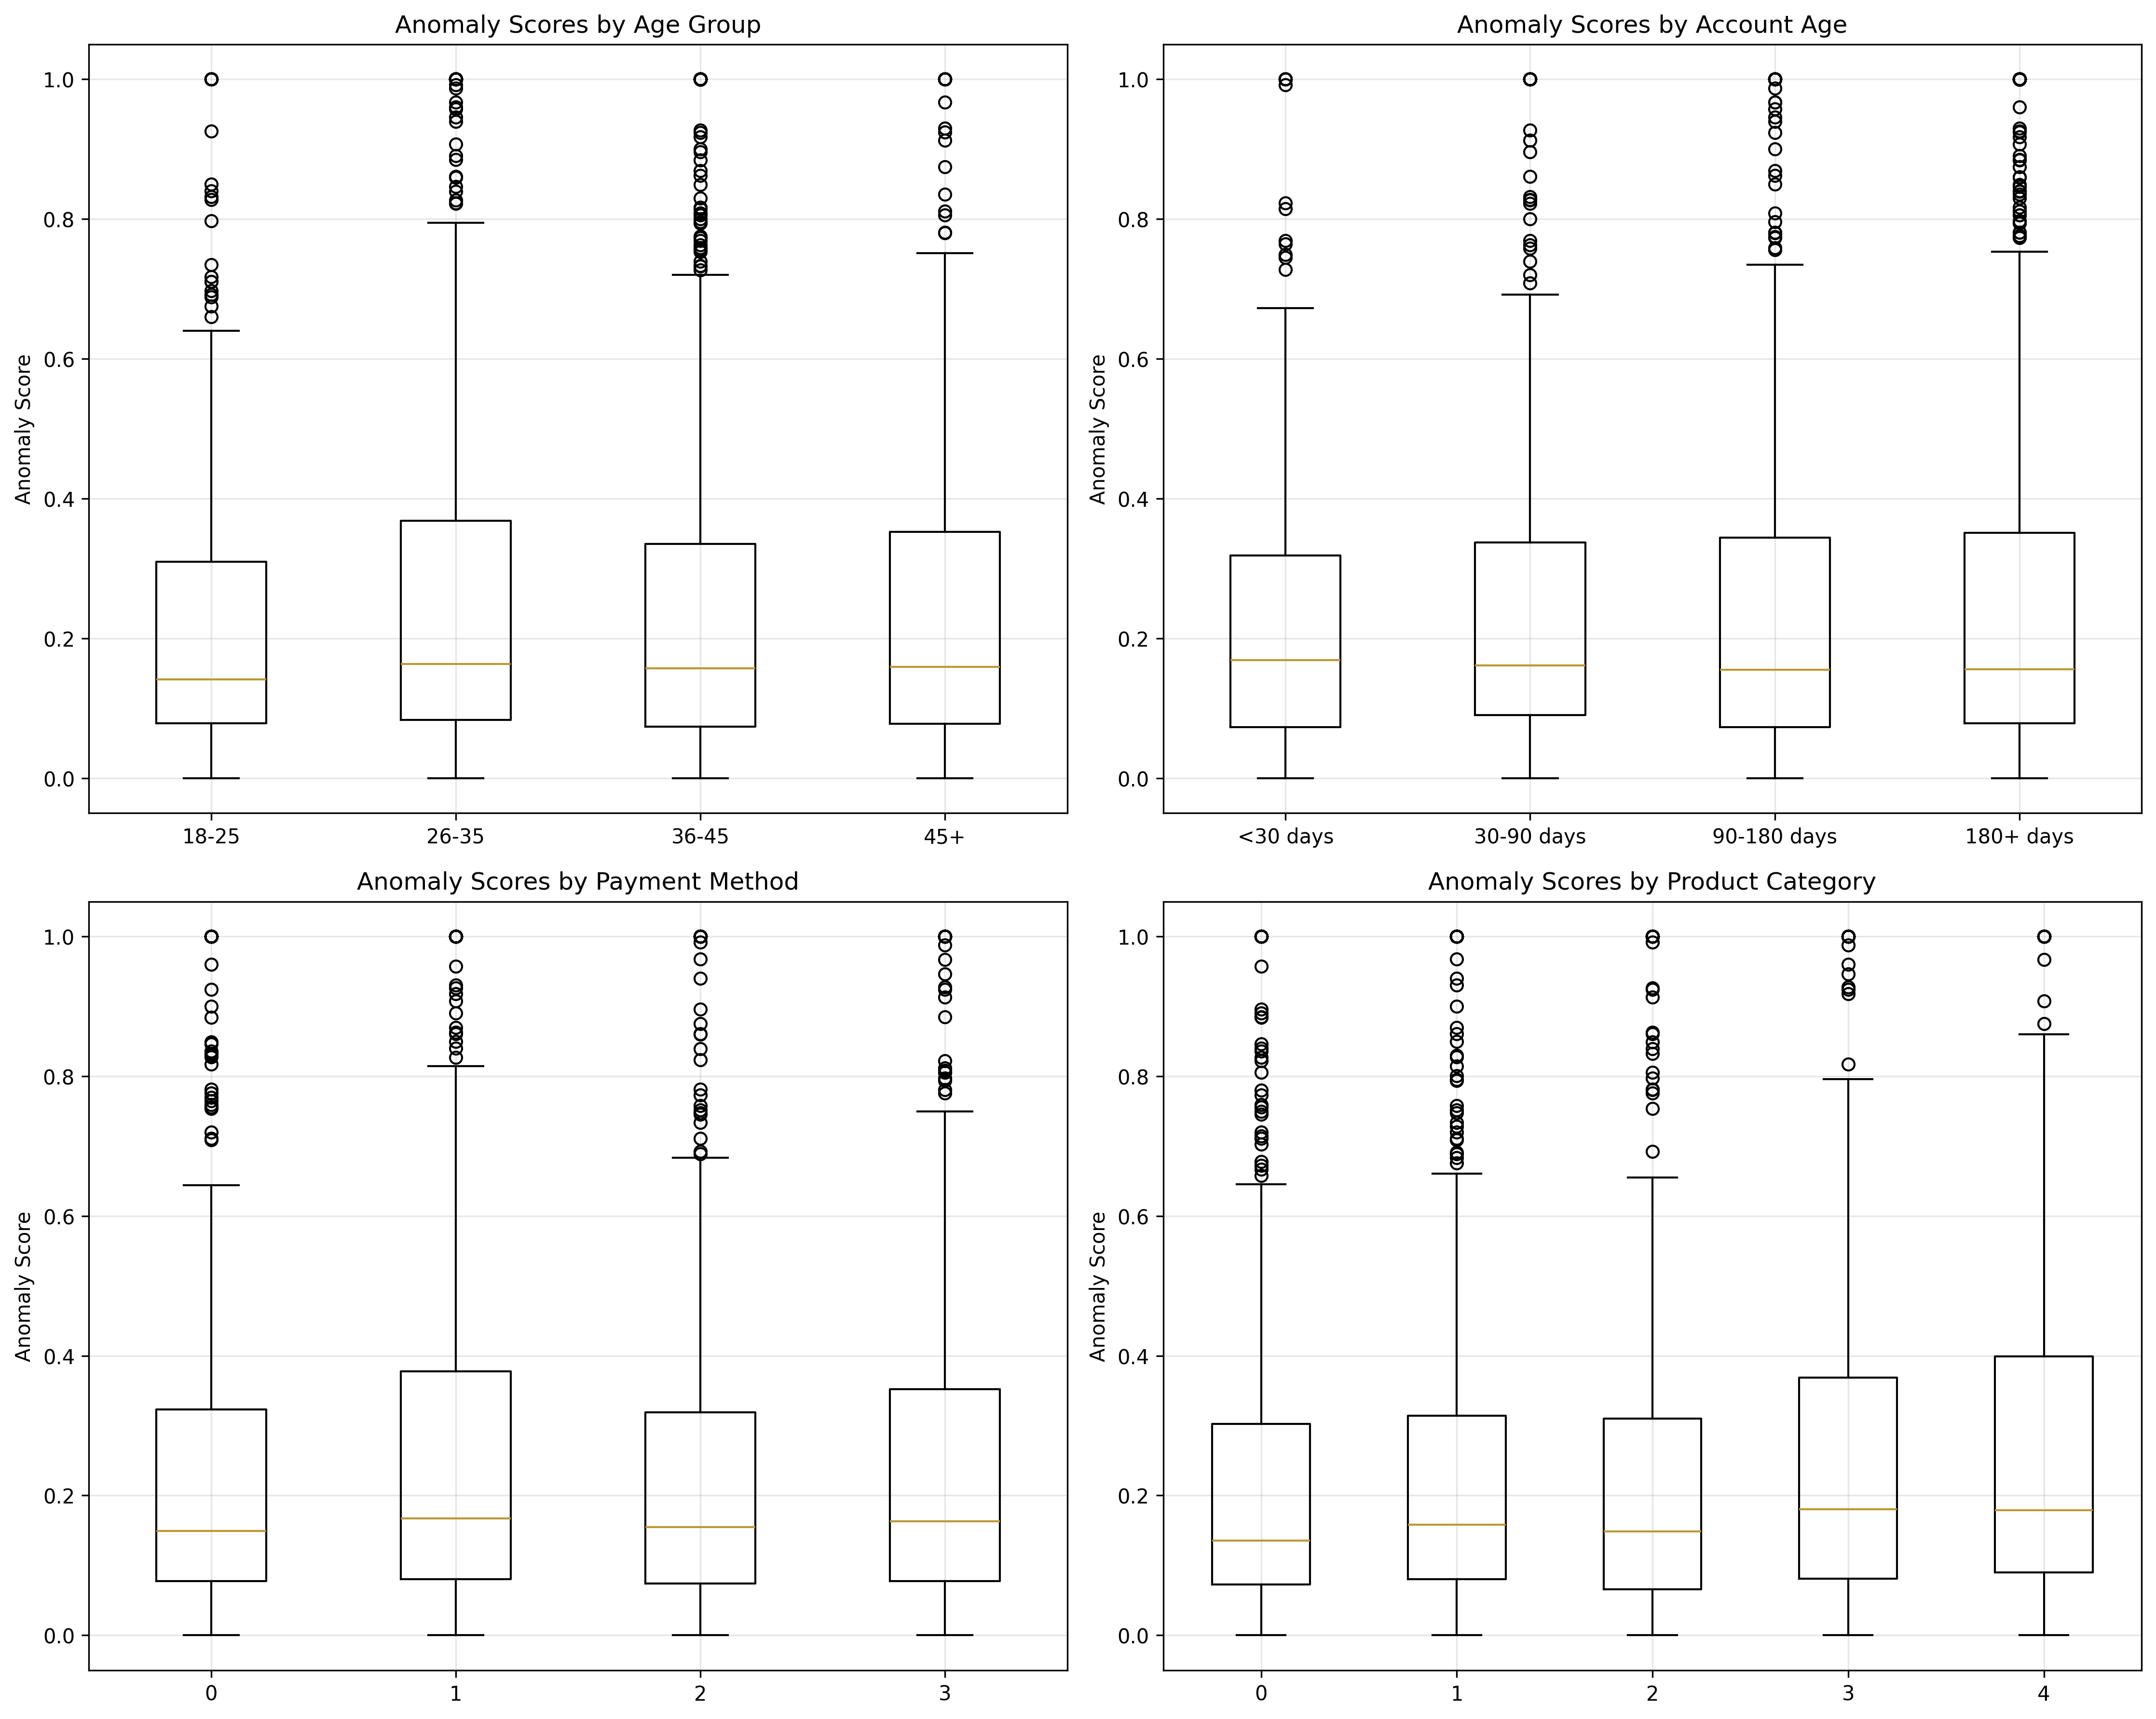 Anomaly Scores by Age Group
Anomaly Score
1.0
0.8
0.6
0.4
0.2
0.0
18-25 26-35 36-45 45+
Anomaly Scores by Account Age
Anomaly Score
1.0
0.8
0.6
0.4
0.2
0.0
<30 days 30-90 days 90-180 days 180+ days
Anomaly Scores by Payment Method
Anomaly Score
1.0
0.8
0.6
0.4
0.2
0.0
0 1 2 3
Anomaly Scores by Product Category
Anomaly Score
1.0
0.8
0.6
0.4
0.2
0.0
0 1 2 3 4